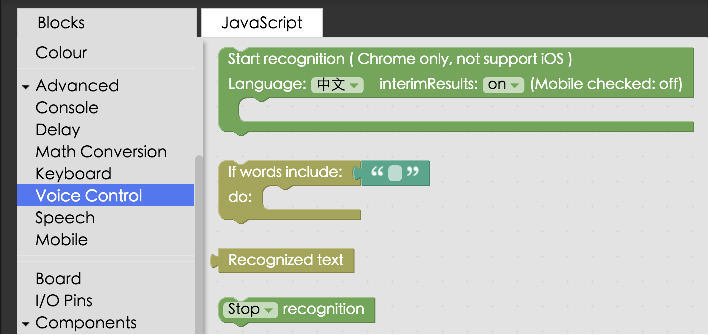 Blocks
JavaScript
Colour
Advanced
Console
Delay
Math Conversion
Keyboard
Voice Control
Speech
Mobile
Board
I/O Pins
Components
Start recognition ( Chrome only, not support iOS )
Language: 中文 interimResults: on (Mobile checked: off)
If words include: “ ”
do:
Recognized text
Stop recognition